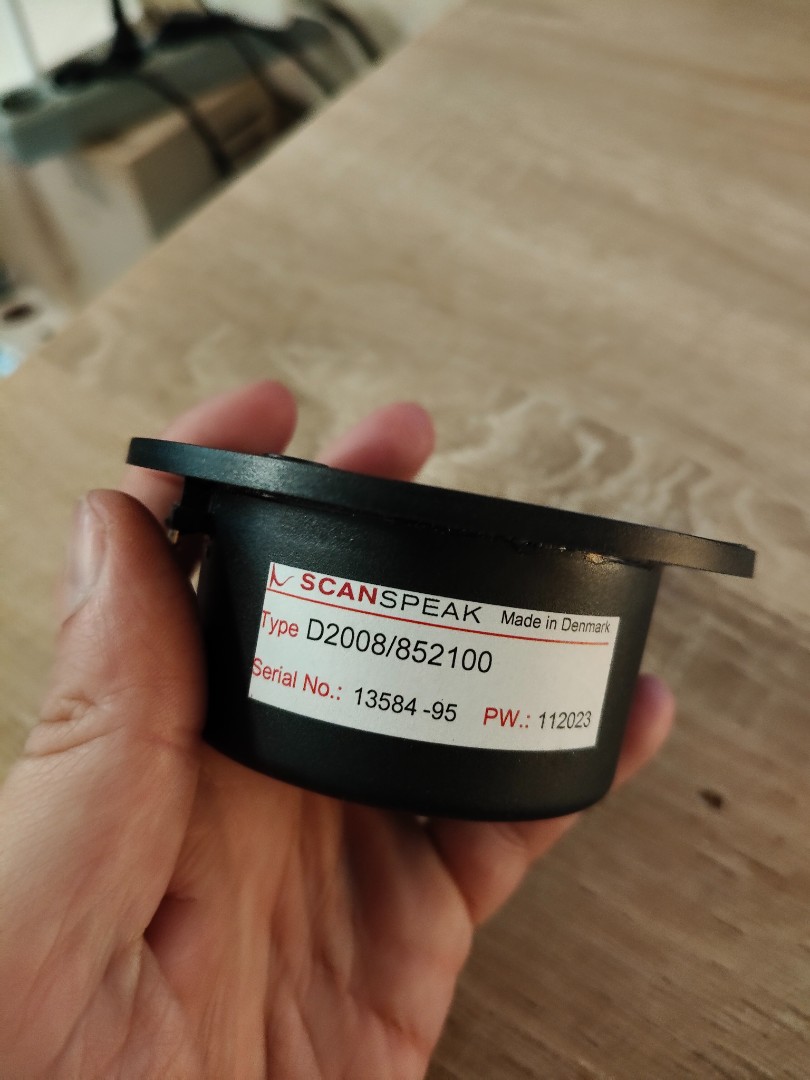 SCANSPEAK Made in Denmark
Type D2008/852100
Serial No.: 13584-95 PW.: 112023